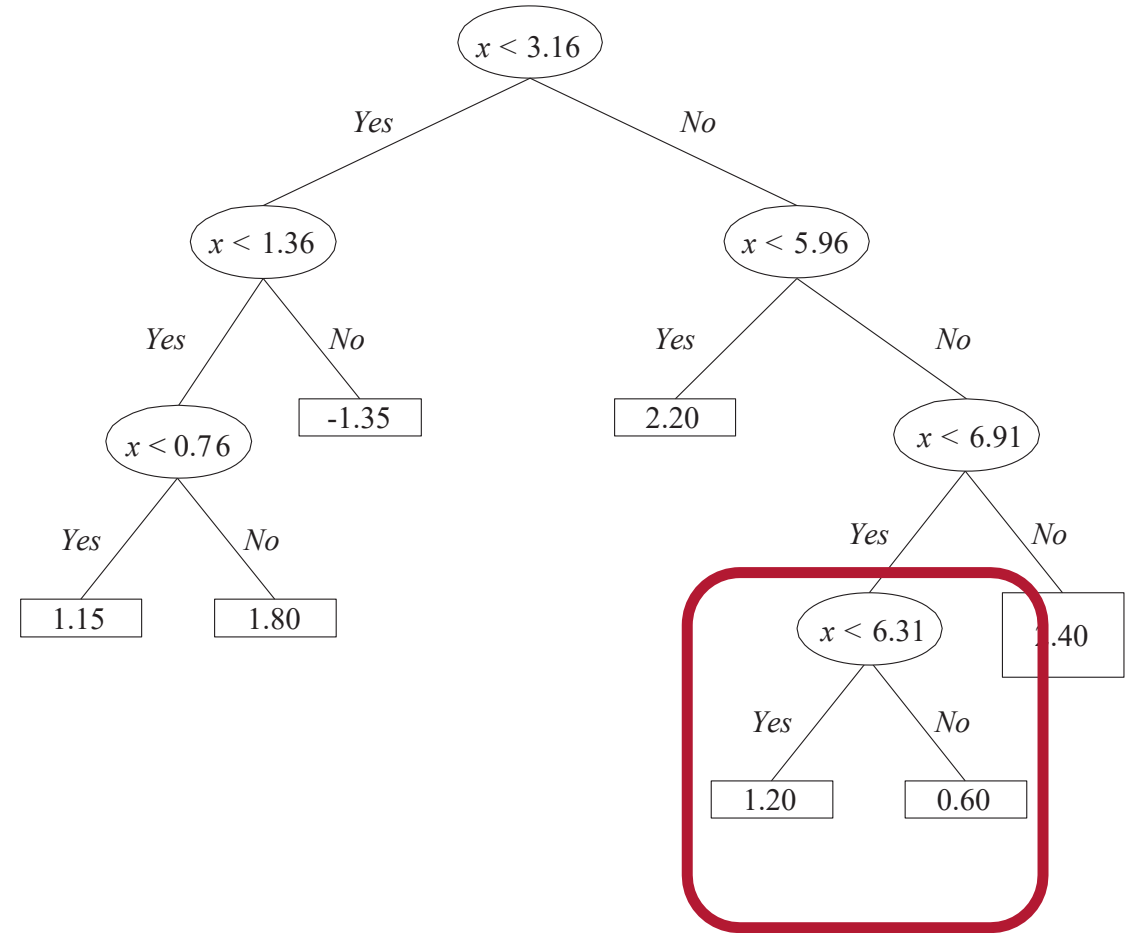 x < 3.16
Yes
No
x < 1.36
x < 5.96
Yes
No
Yes
No
-1.35
2.20
x < 0.76
x < 6.91
Yes
No
Yes
No
1.15
1.80
x < 6.31
.40
Yes
No
1.20
0.60